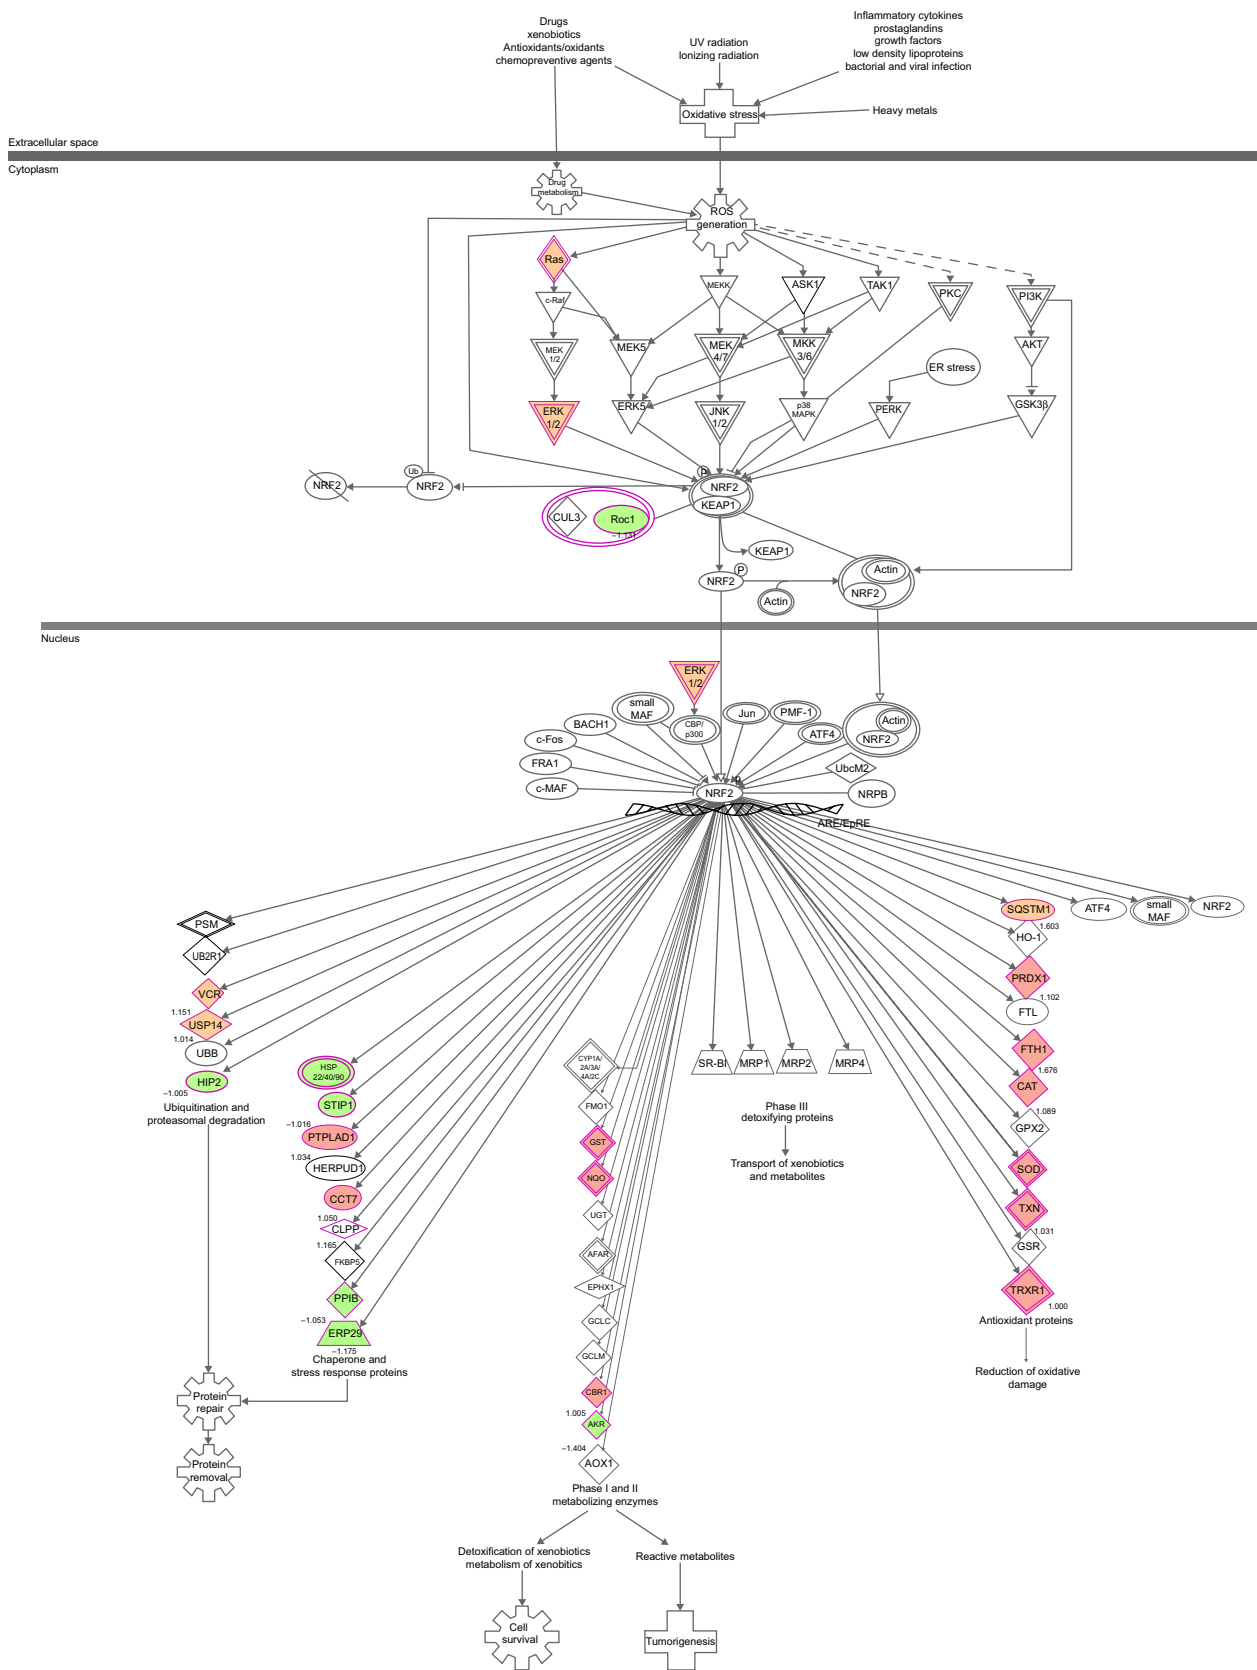 Drugs
xenobiotics
Antioxidants/oxidants
chemopreventive agents
UV radiation
Ionizing radiation
Inflammatory cytokines
prostaglandins
growth factors
low density lipoproteins
bacterial and viral infection
Oxidative stress
Heavy metals
Extracellular space
Cytoplasm
Drug
metabolism
ROS
generation
Ras
c-Raf
MEKK
ASK1
TAK1
PKC
PI3K
MEK
1/2
MEK5
MEK
4/7
MKK
3/6
AKT
ER stress
ERK
1/2
ERK5
JNK
1/2
p38
MAPK
PERK
GSK3β
NRF2
Ub
NRF2
p
NRF2
KEAP1
CUL3
Roc1
−1.131
KEAP1
NRF2
P
Actin
Actin
NRF2
Nucleus
ERK
1/2
small
MAF
CBP/
p300
Jun
PMF-1
ATF4
Actin
NRF2
BACH1
c-Fos
FRA1
c-MAF
UbcM2
NRPB
NRF2
p
ARE/EpRE
PSM
UB2R1
VCR
1.151
USP14
1.014
UBB
HIP2
−1.005
Ubiquitination and
proteasomal degradation
HSP
22/40/90
STIP1
−1.016
PTPLAD1
1.034
HERPUD1
CCT7
1.050
CLPP
1.165
FKBP5
PPIB
−1.053
ERP29
−1.175
Chaperone and
stress response proteins
Protein
repair
Protein
removal
CYP1A/
2A/3A/
4A/2C
FMO1
GST
NQO
UGT
AFAR
EPHX1
GCLC
GCLM
CBR1
1.005
AKR
−1.404
AOX1
Phase I and II
metabolizing enzymes
Detoxification of xenobiotics
metabolism of xenobitics
Reactive metabolites
Cell
survival
Tumorigenesis
SR-BI
MRP1
MRP2
MRP4
Phase III
detoxifying proteins
Transport of xenobiotics
and metabolites
SQSTM1
ATF4
small
MAF
NRF2
1.603
HO-1
PRDX1
1.102
FTL
FTH1
1.676
CAT
1.089
GPX2
SOD
TXN
1.031
GSR
TRXR1
1.000
Antioxidant proteins
Reduction of oxidative
damage